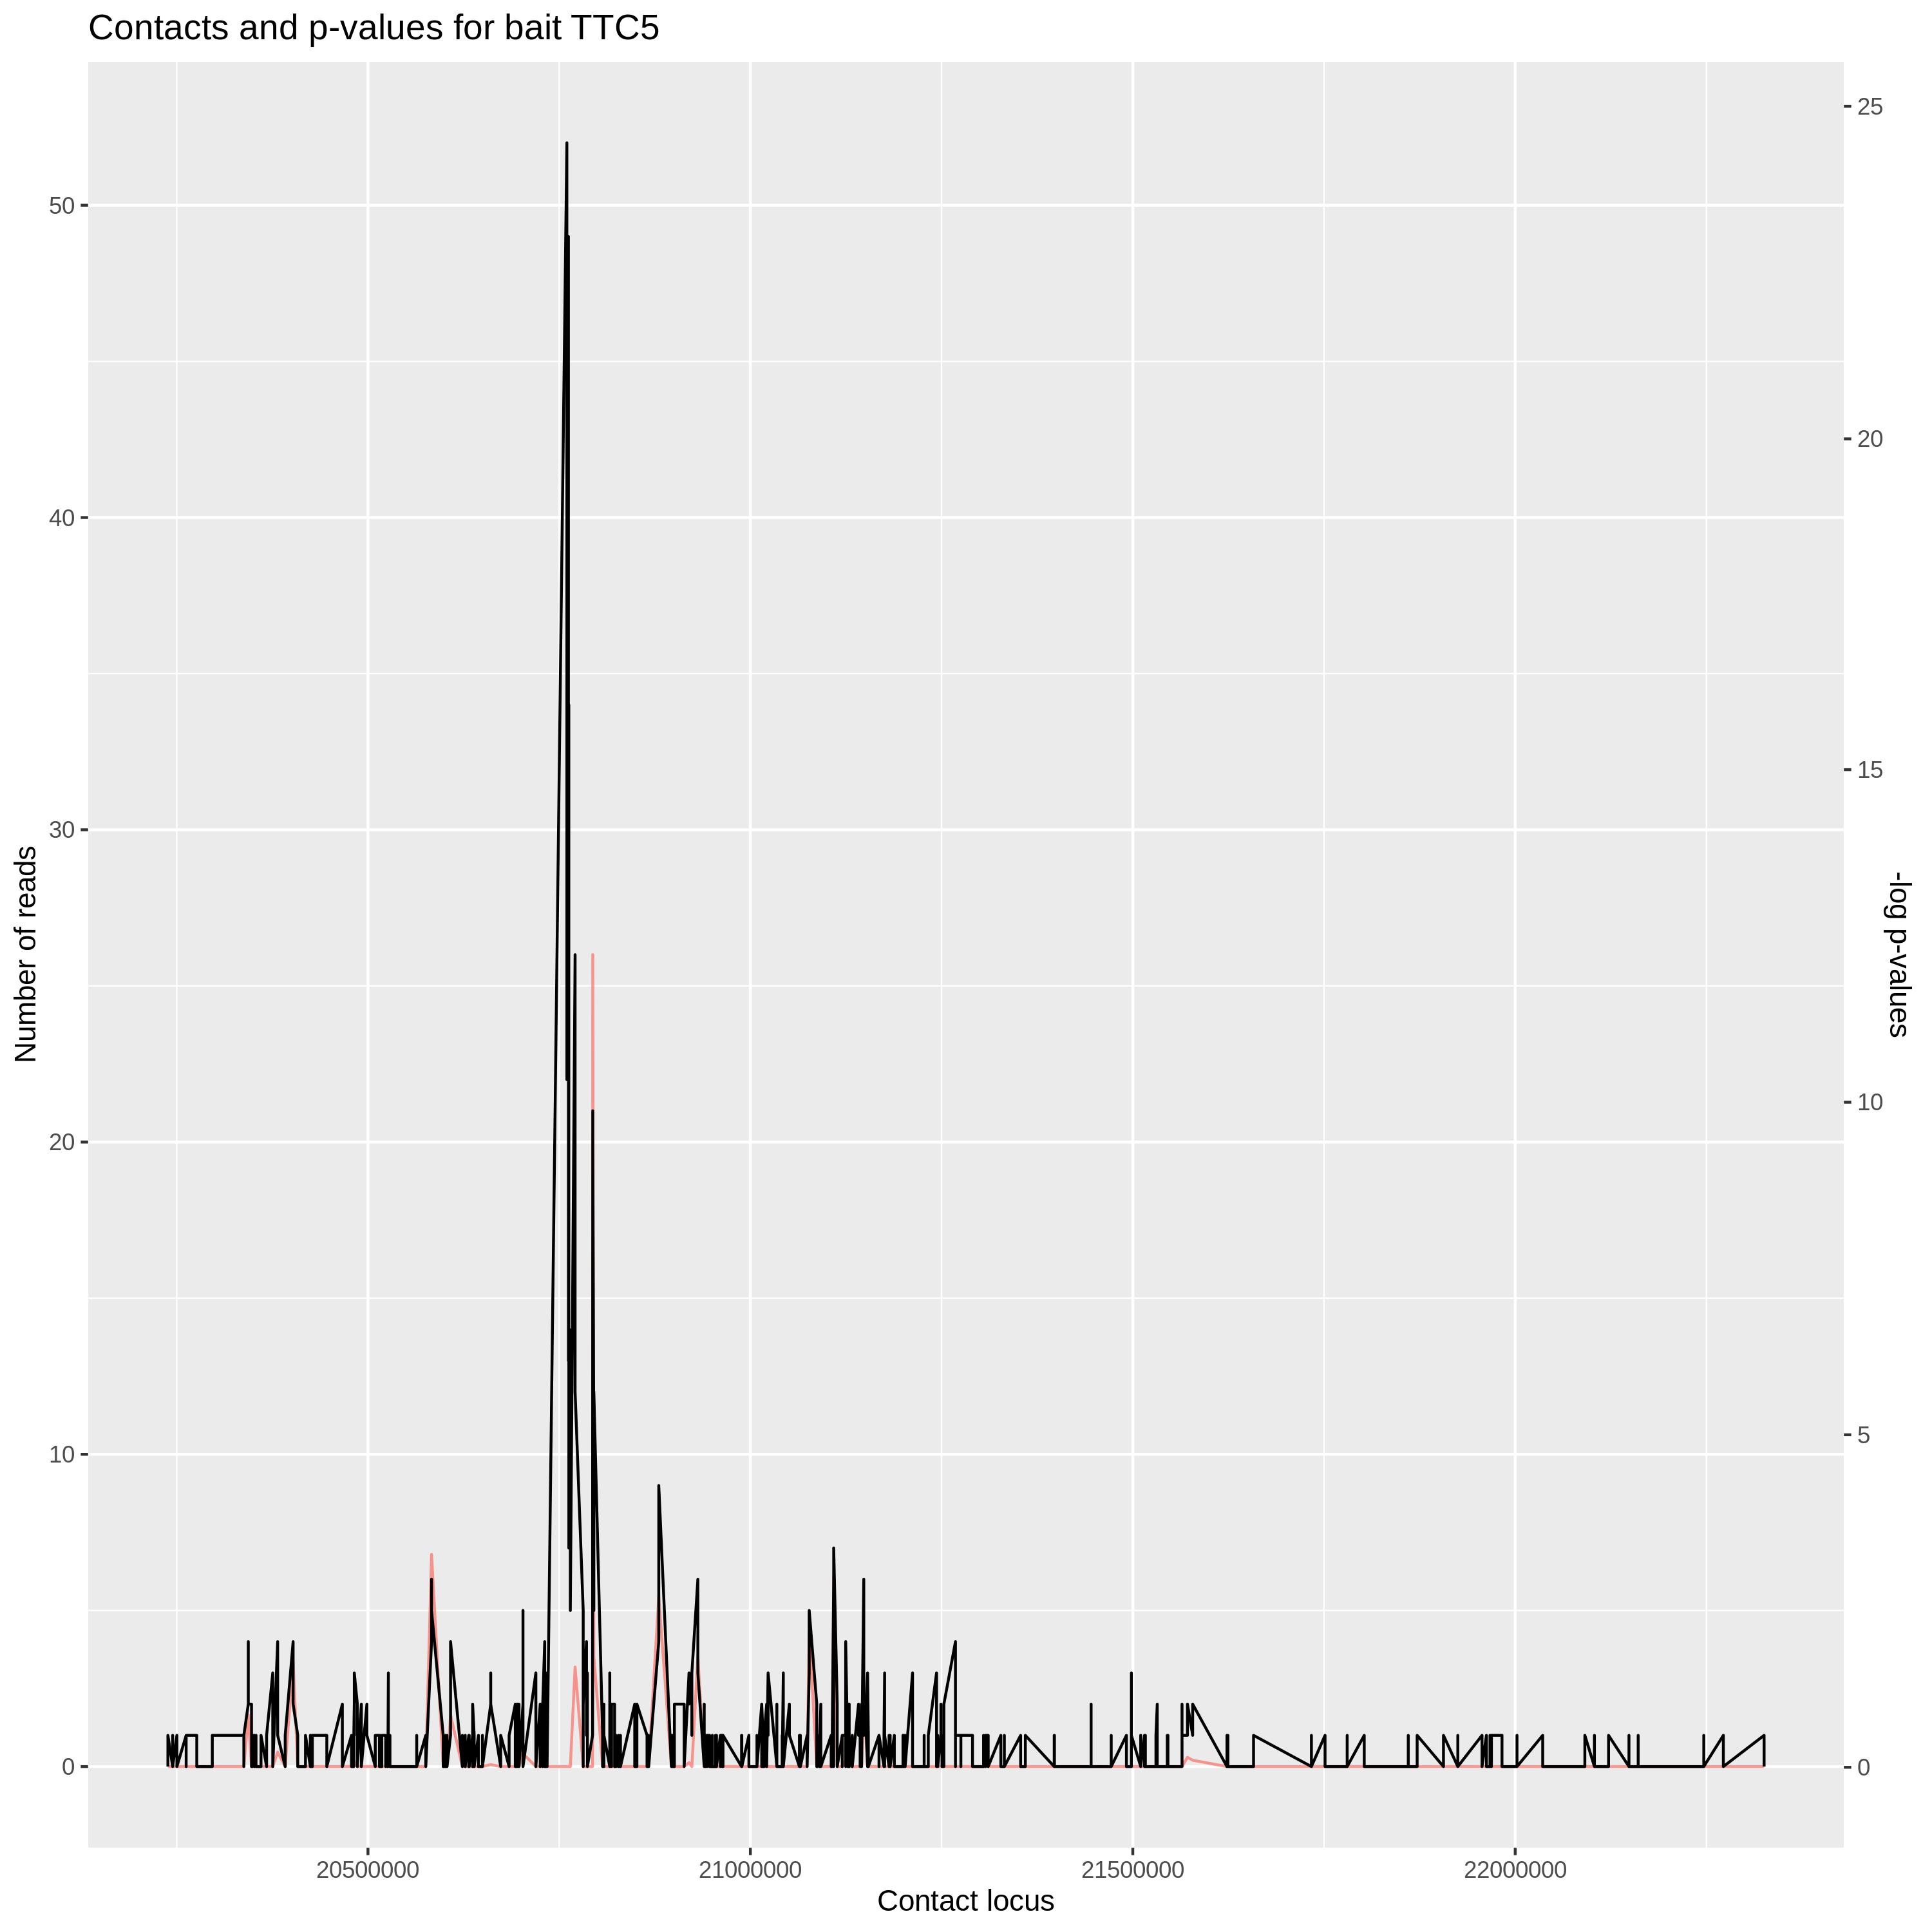 Contacts and p-values for bait TTC5
25
50
20
40
15
30
Number of reads
-log p-values
10
20
5
10
0
0
20500000 21000000 21500000 22000000
Contact locus